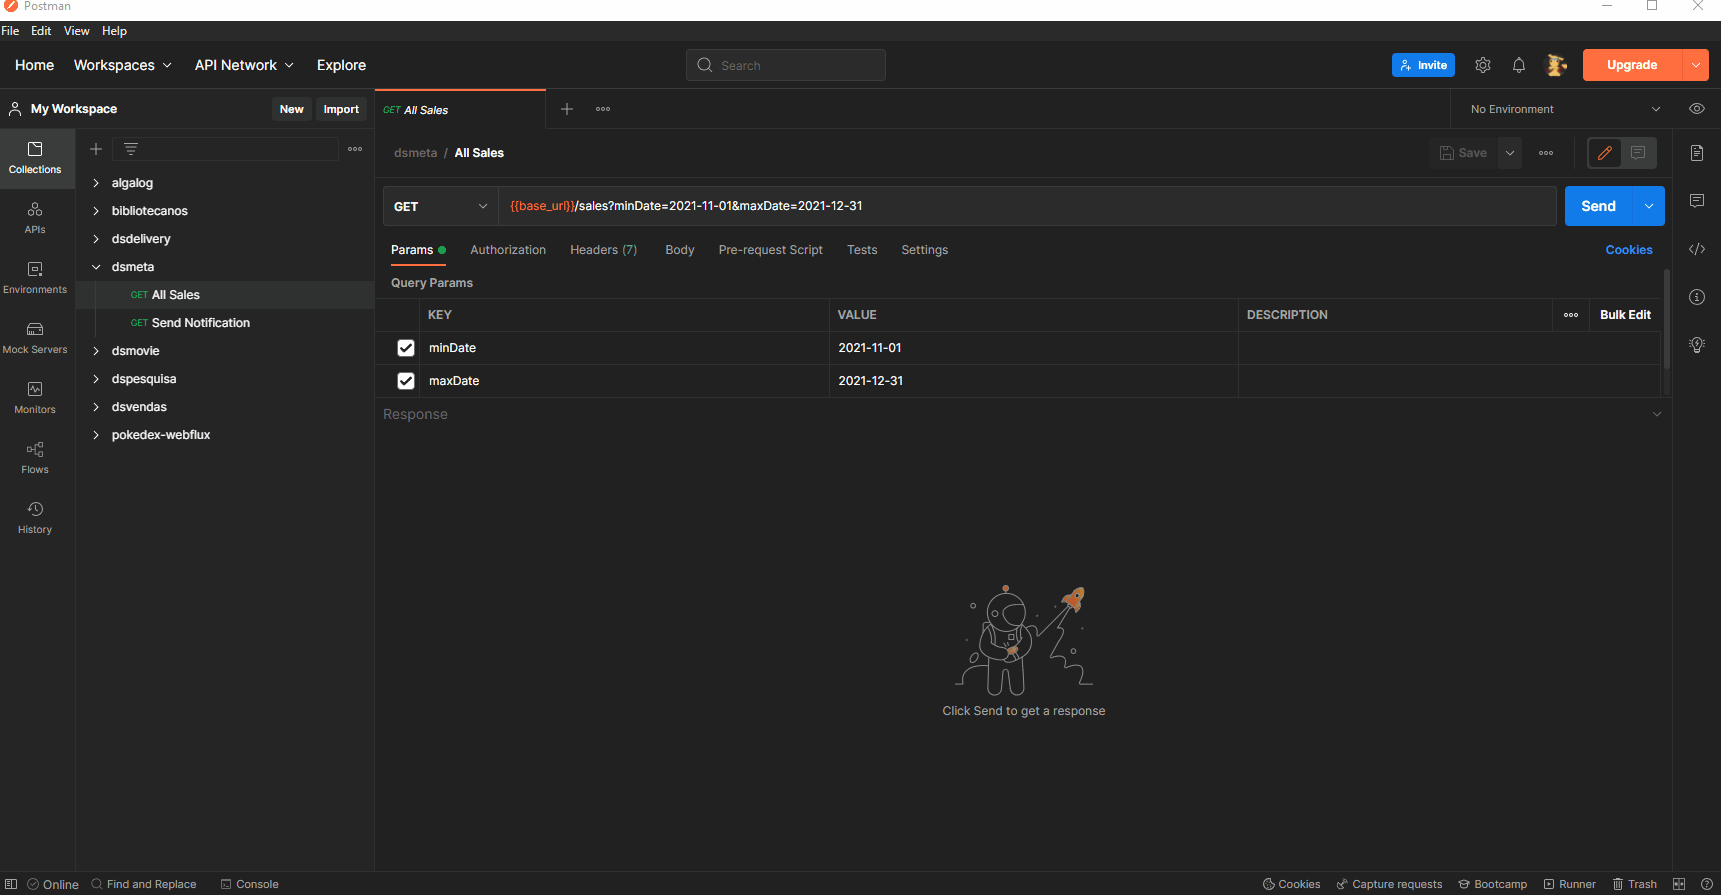 Postman
File Edit View Help
Home Workspaces API Network Explore Search Invite Upgrade
My Workspace New Import GET All Sales No Environment
dsmeta / All Sales Save
Collections
APIs
Environments
Mock Servers
Monitors
Flows
History
algalog
bibliotecanos
dsdelivery
dsmeta
GET All Sales
GET Send Notification
dsmovie
dspesquisa
dsvendas
pokedex-webflux
GET {{base_url}}/sales?minDate=2021-11-01&maxDate=2021-12-31 Send
Params Authorization Headers (7) Body Pre-request Script Tests Settings Cookies
Query Params
KEY VALUE DESCRIPTION Bulk Edit
minDate 2021-11-01
maxDate 2021-12-31
Response
Click Send to get a response
Online Find and Replace Console Cookies Capture requests Bootcamp Runner Trash